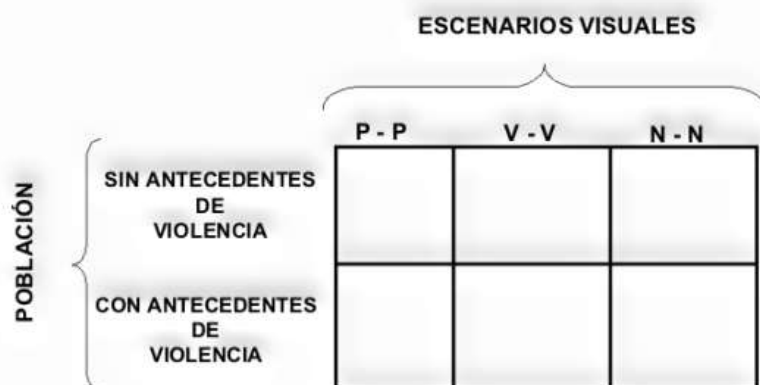 ESCENARIOS VISUALES
P - P V - V N - N
POBLACIÓN
SIN ANTECEDENTES
DE
VIOLENCIA
CON ANTECEDENTES
DE
VIOLENCIA